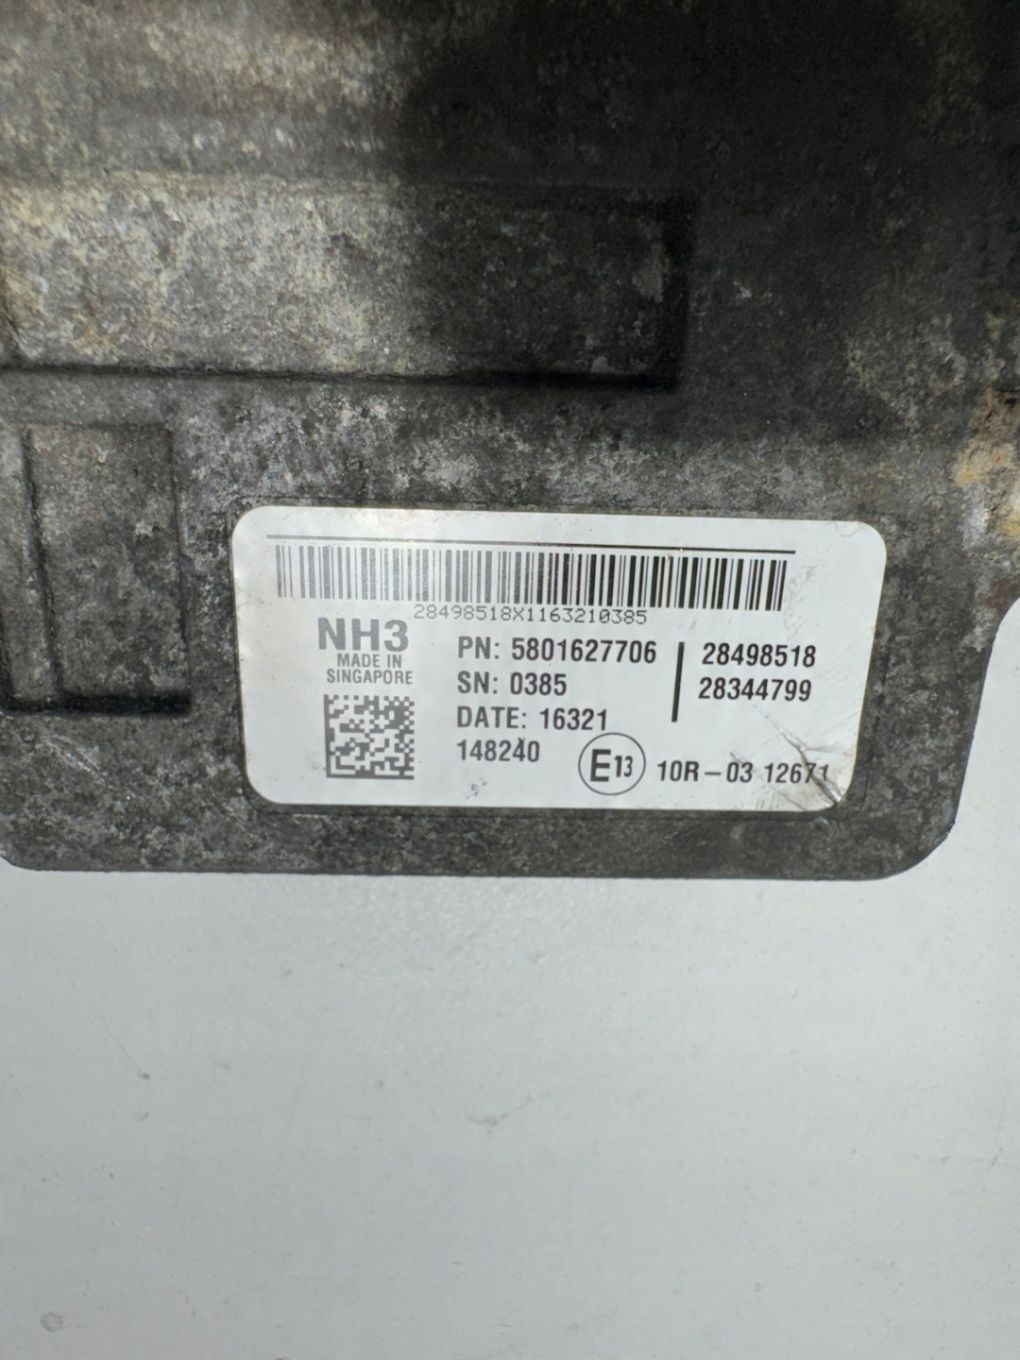 28498518X1163210385
NH3
MADE IN
SINGAPORE
PN: 5801627706
SN: 0385
DATE: 16321
148240
28498518
28344799
E13
10R-03 12671